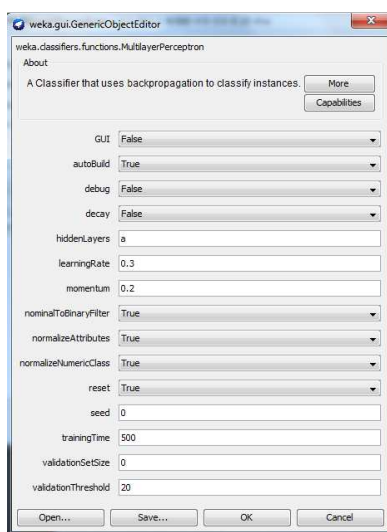 weka.gui.GenericObjectEditor
weka.classifiers.functions.MultilayerPerceptron
About
A Classifier that uses backpropagation to classify instances.
More
Capabilities
GUI False
autoBuild True
debug False
decay False
hiddenLayers a
learningRate 0.3
momentum 0.2
nominalToBinaryFilter True
normalizeAttributes True
normalizeNumericClass True
reset True
seed 0
trainingTime 500
validationSetSize 0
validationThreshold 20
Open... Save... OK Cancel